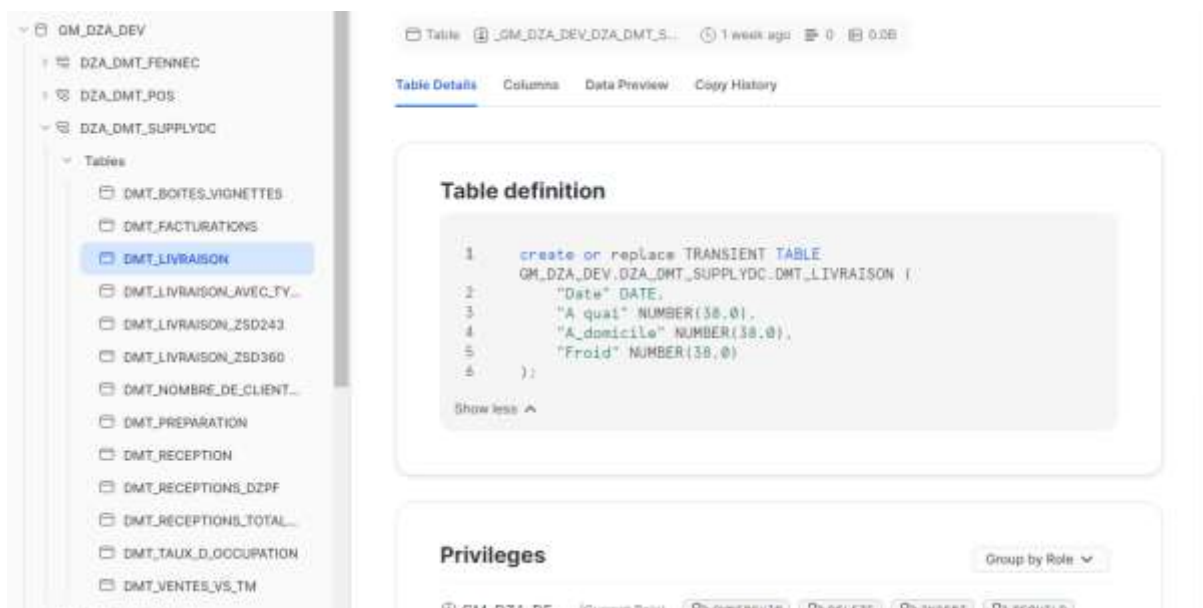 GM_DZA_DEV
DZA_DMT_FENNEC
DZA_DMT_POS
DZA_DMT_SUPPLYDC
Tables
DMT_BOITES_VIGNETTES
DMT_FACTURATIONS
DMT_LIVRAISON
DMT_LIVRAISON_AVEC_TY...
DMT_LIVRAISON_ZSD243
DMT_LIVRAISON_ZSD360
DMT_NOMBRE_DE_CLIENT...
DMT_PREPARATION
DMT_RECEPTION
DMT_RECEPTIONS_DZPF
DMT_RECEPTIONS_TOTAL...
DMT_TAUX_D_OCCUPATION
DMT_VENTES_VS_TM
Table _GM_DZA_DEV_DZA_DMT_S... 1 week ago 0 0.0B
Table Details Columns Data Preview Copy History
Table definition
1 create or replace TRANSIENT TABLE
GM_DZA_DEV.DZA_DMT_SUPPLYDC.DMT_LIVRAISON (
2 "Date" DATE,
3 "A quai" NUMBER(38,0),
4 "A_domicile" NUMBER(38,0),
5 "Froid" NUMBER(38,0)
6 );
Show less
Privileges
Group by Role